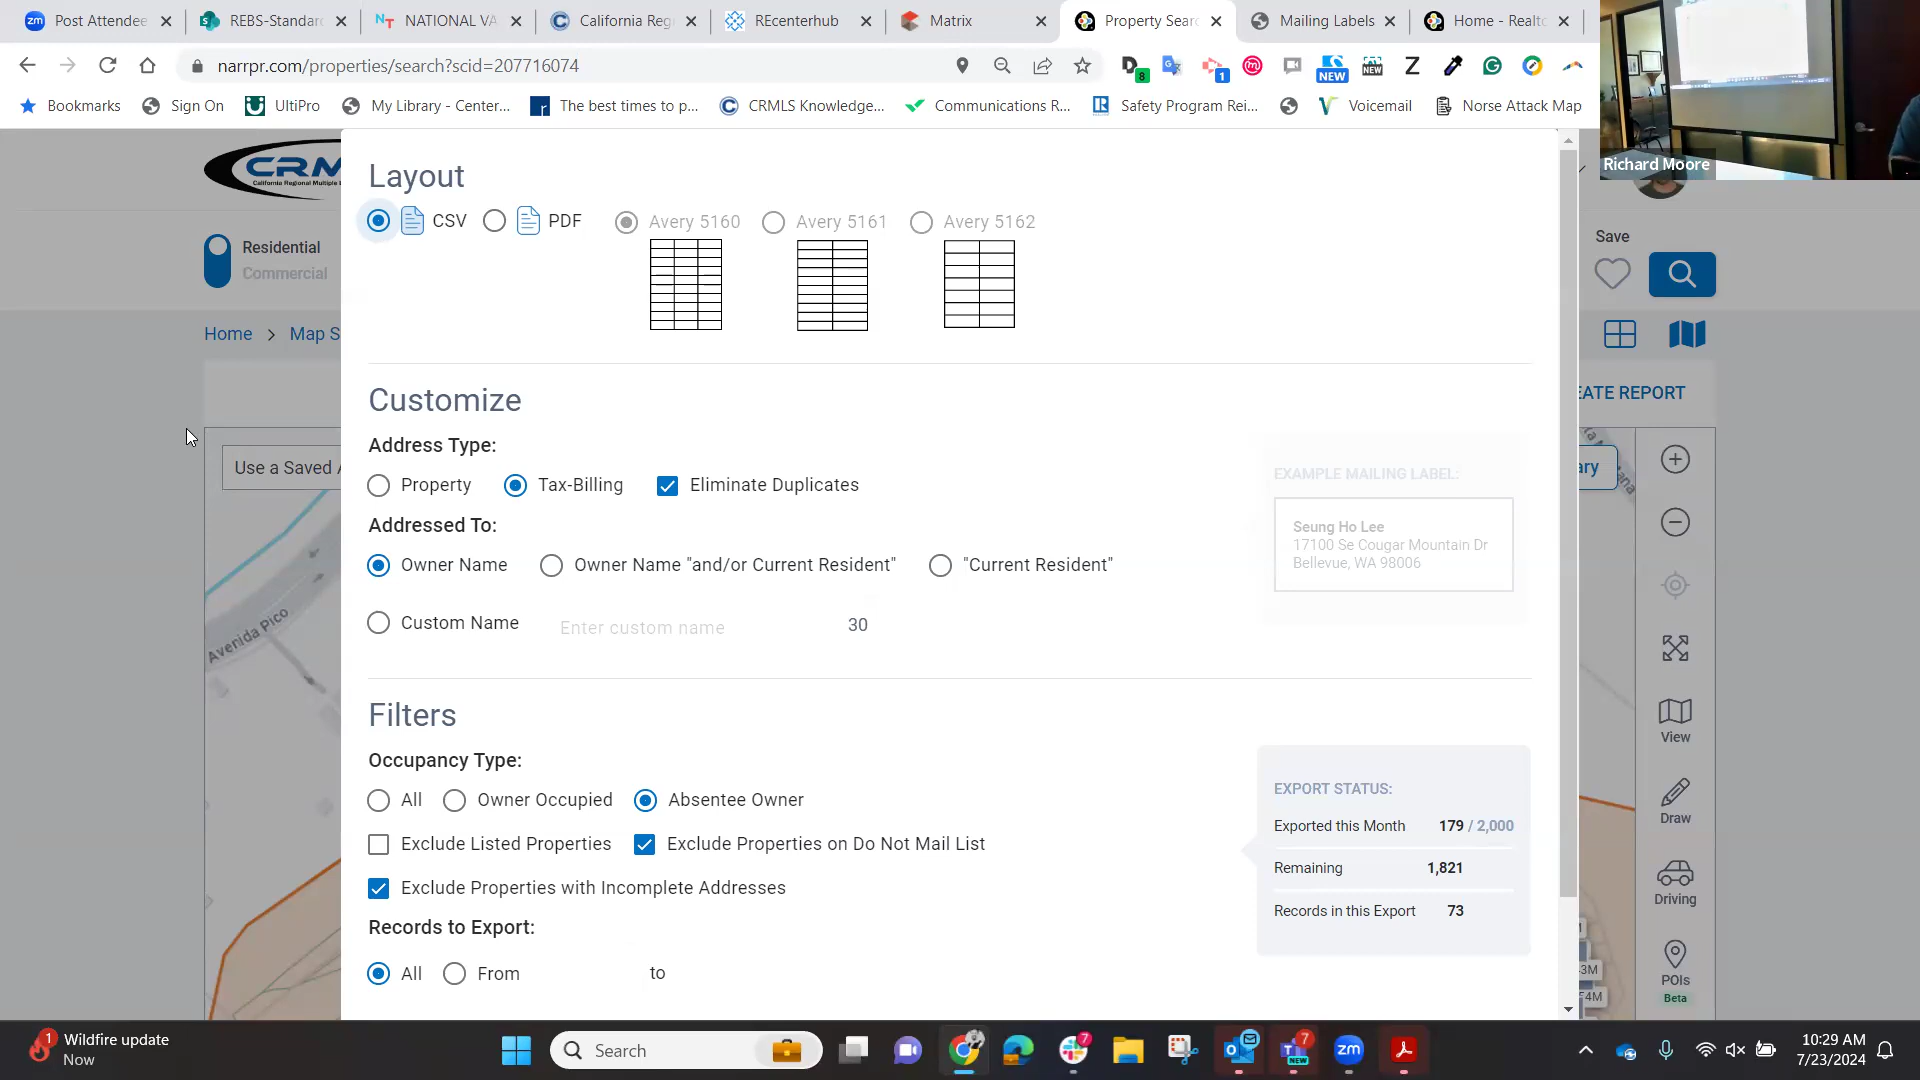 Post Attendee
REBS-Standar
NATIONAL VA
California Reg
REcenterhub
Matrix
Property Sear
Mailing Labels
Home - Realto
narrpr.com/properties/search?scid=207716074
Bookmarks
Sign On
UltiPro
My Library - Center...
The best times to p...
CRMLS Knowledge...
Communications R...
Safety Program Rei...
Voicemail
Norse Attack Map
Richard Moore
CRM
California Regional Multiple L
Residential
Commercial
Save
Home > Map S
EATE REPORT
Use a Saved A
ary
Avenida Pico
Layout
CSV
PDF
Avery 5160
Avery 5161
Avery 5162
Customize
Address Type:
Property
Tax-Billing
Eliminate Duplicates
Addressed To:
Owner Name
Owner Name "and/or Current Resident"
"Current Resident"
Custom Name
Enter custom name
30
EXAMPLE MAILING LABEL:
Seung Ho Lee
17100 Se Cougar Mountain Dr
Bellevue, WA 98006
Filters
Occupancy Type:
All
Owner Occupied
Absentee Owner
Exclude Listed Properties
Exclude Properties on Do Not Mail List
Exclude Properties with Incomplete Addresses
Records to Export:
All
From
to
EXPORT STATUS:
Exported this Month 179 / 2,000
Remaining 1,821
Records in this Export 73
View
Draw
Driving
POIs
Beta
Wildfire update
Now
Search
10:29 AM
7/23/2024